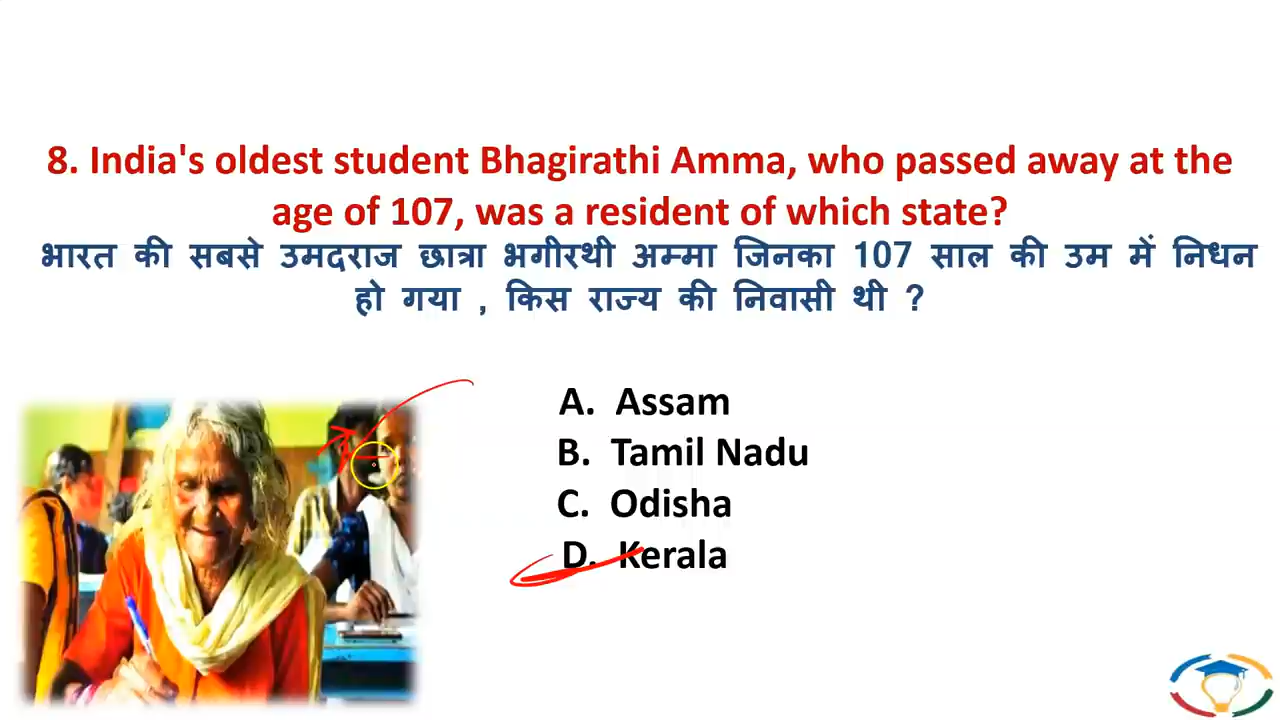 8. India's oldest student Bhagirathi Amma, who passed away at the
age of 107, was a resident of which state?
भारत की सबसे उमदराज छात्रा भगीरथी अम्मा जिनका 107 साल की उम में निधन
हो गया , किस राज्य की निवासी थी ?
A. Assam
B. Tamil Nadu
C. Odisha
D. Kerala